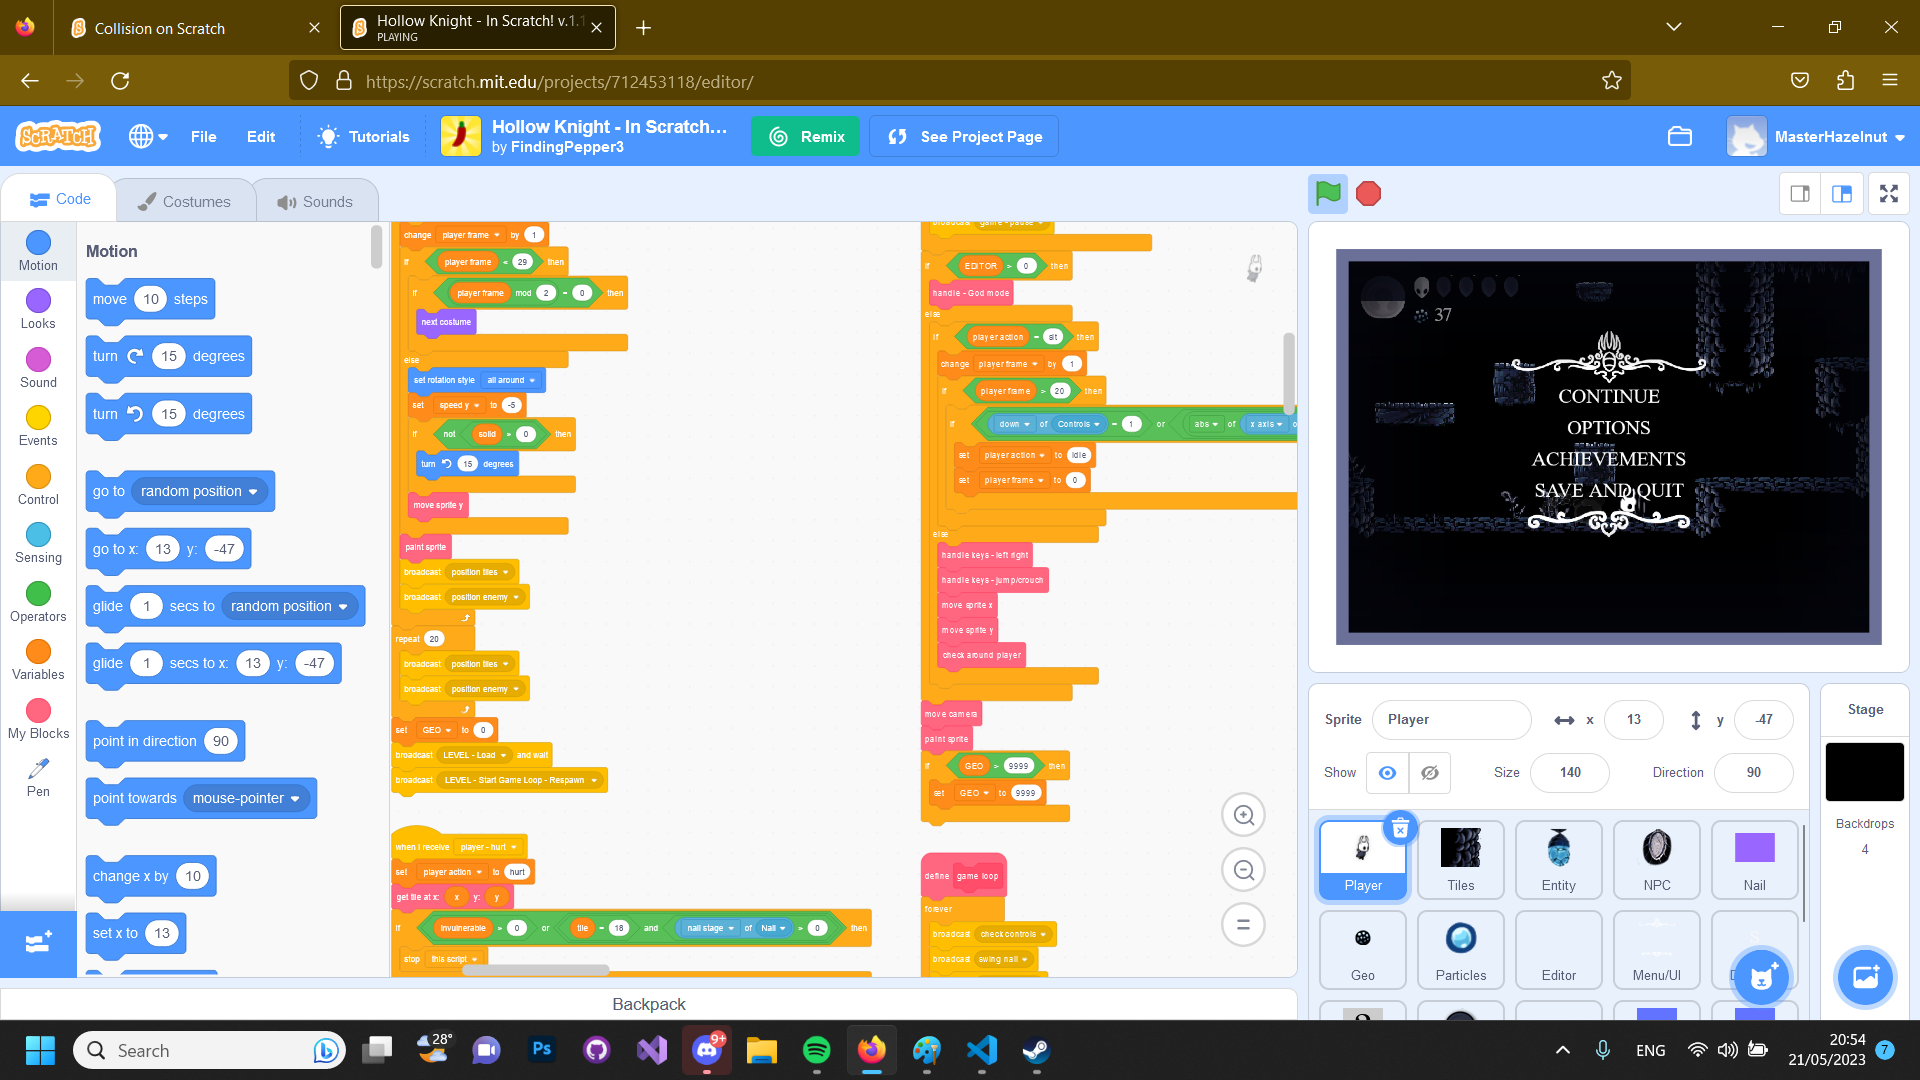 Collision on Scratch
Hollow Knight - In Scratch! v.1.1
PLAYING
https://scratch.mit.edu/projects/712453118/editor/
SCRATCH
File
Edit
Tutorials
Hollow Knight - In Scratch...
by FindingPepper3
Remix
See Project Page
MasterHazelnut
Code
Costumes
Sounds
Motion
Looks
Sound
Events
Control
Sensing
Operators
Variables
My Blocks
Pen
Motion
move 10 steps
turn 15 degrees
turn 15 degrees
go to random position
go to x: 13 y: -47
glide 1 secs to random position
glide 1 secs to x: 13 y: -47
point in direction 90
point towards mouse-pointer
change x by 10
set x to 13
change player frame by 1
if player frame < 29 then
if player frame mod 2 = 0 then
next costume
else
set rotation style all around
set speed y to -5
if not solid > 0 then
turn 15 degrees
move sprite y
paint sprite
broadcast position tiles
broadcast position enemy
repeat 20
broadcast position tiles
broadcast position enemy
set GEO to 0
broadcast LEVEL - Load and wait
broadcast LEVEL - Start Game Loop - Respawn
when I receive player - hurt
set player action to hurt
get tile at x: x y: y
if invulnerable > 0 or tile = 18 and nail stage of Nail > 0 then
stop this script
broadcast game - pause
if EDITOR > 0 then
handle - God mode
else
if player action = sit then
change player frame by 1
if player frame > 20 then
if down of Controls = 1 or abs of x axis
set player action to idle
set player frame to 0
else
handle keys - left right
handle keys - jump/crouch
move sprite x
move sprite y
check around player
move camera
paint sprite
if GEO > 9999 then
set GEO to 9999
define game loop
forever
broadcast check controls
broadcast swing nail
Backpack
37
CONTINUE
OPTIONS
ACHIEVEMENTS
SAVE AND QUIT
Sprite Player x 13 y -47
Show Size 140 Direction 90
Player
Tiles
Entity
NPC
Nail
Geo
Particles
Editor
Menu/UI
Stage
Backdrops
4
Search
28°
Ps
9+
ENG
20:54
21/05/2023
7